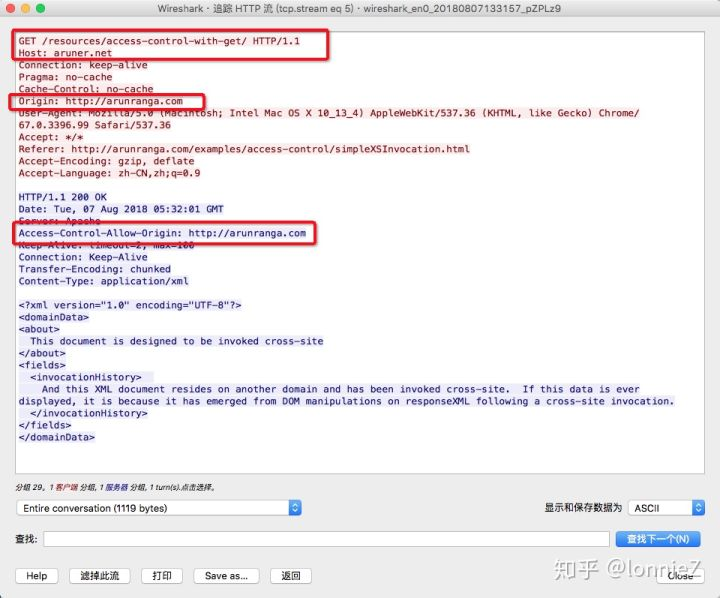 Wireshark · 追踪 HTTP 流 (tcp.stream eq 5) · wireshark_en0_20180807133157_pZPLz9
GET /resources/access-control-with-get/ HTTP/1.1
Host: aruner.net
Connection: keep-alive
Pragma: no-cache
Cache-Control: no-cache
Origin: http://arunranga.com
User-Agent: Mozilla/5.0 (Macintosh; Intel Mac OS X 10_13_4) AppleWebKit/537.36 (KHTML, like Gecko) Chrome/
67.0.3396.99 Safari/537.36
Accept: */*
Referer: http://arunranga.com/examples/access-control/simpleXSInvocation.html
Accept-Encoding: gzip, deflate
Accept-Language: zh-CN,zh;q=0.9
HTTP/1.1 200 OK
Date: Tue, 07 Aug 2018 05:32:01 GMT
Server: Apache
Access-Control-Allow-Origin: http://arunranga.com
Keep-Alive: timeout=2, max=100
Connection: Keep-Alive
Transfer-Encoding: chunked
Content-Type: application/xml
<?xml version="1.0" encoding="UTF-8"?>
<domainData>
<about>
  This document is designed to be invoked cross-site
</about>
<fields>
  <invocationHistory>
    And this XML document resides on another domain and has been invoked cross-site.  If this data is ever
displayed, it is because it has emerged from DOM manipulations on responseXML following a cross-site invocation.
  </invocationHistory>
</fields>
</domainData>
分组 29。1 客户端 分组, 1 服务器 分组, 1 turn(s).点击选择。
Entire conversation (1119 bytes) 显示和保存数据为 ASCII
查找: 查找下一个(N)
Help 滤掉此流 打印 Save as... 返回 Close
知乎 @lonnieZ